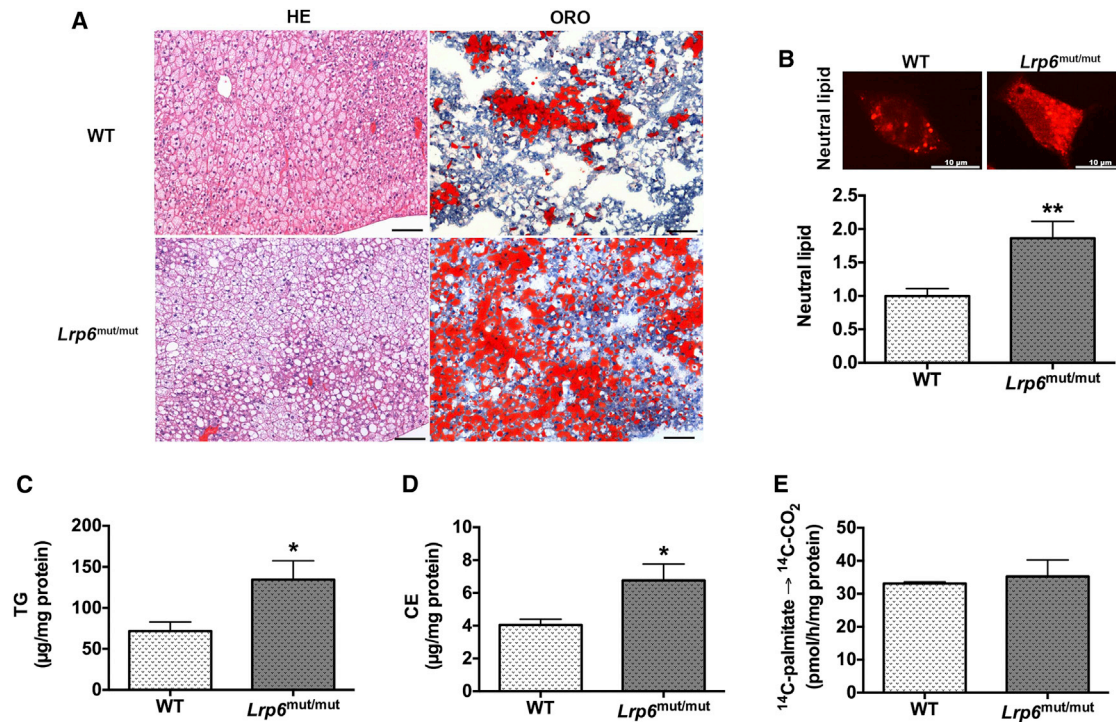 A
HE
ORO
WT
Lrp6mut/mut
B
WT
Lrp6mut/mut
Neutral lipid
10 µm
10 µm
Neutral lipid
2.5
2.0
1.5
1.0
0.5
0.0
**
WT
Lrp6mut/mut
C
TG
(µg/mg protein)
200
150
100
50
0
*
WT
Lrp6mut/mut
D
CE
(µg/mg protein)
8
6
4
2
0
*
WT
Lrp6mut/mut
E
14C-palmitate → 14C-CO2
(pmol/h/mg protein)
50
40
30
20
10
0
WT
Lrp6mut/mut